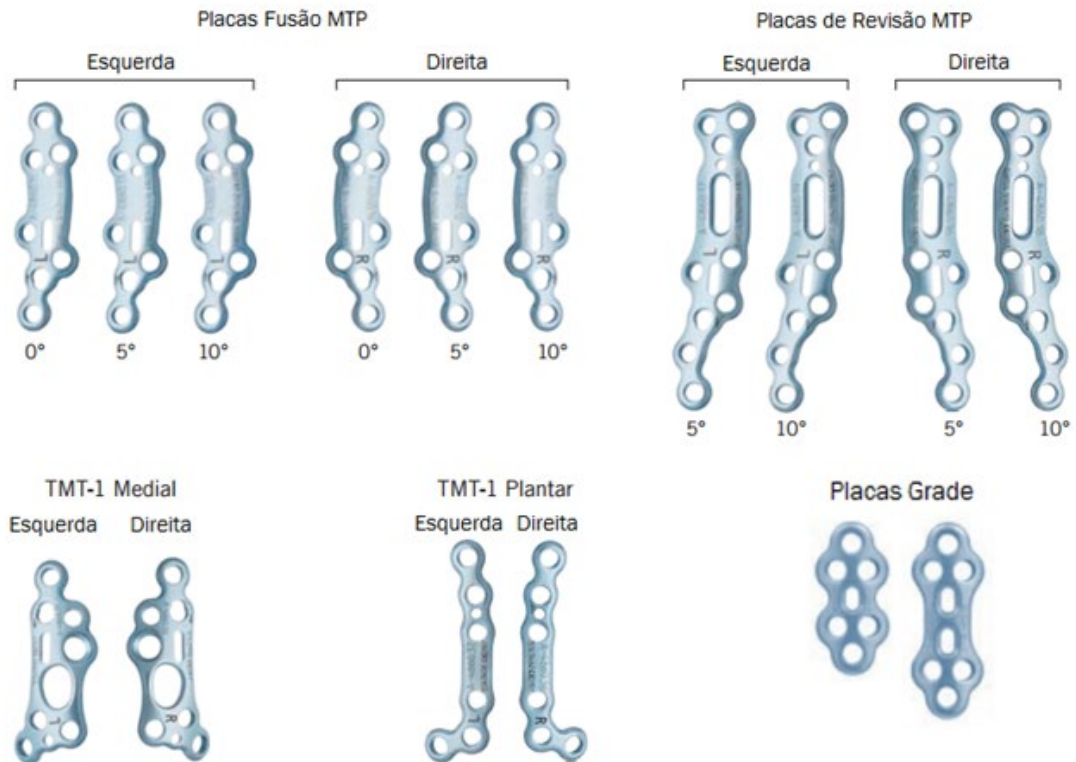 Placas Fusão MTP
Esquerda
Direita
L
L
L
R
R
R
0°
5°
10°
0°
5°
10°
Placas de Revisão MTP
Esquerda
Direita
L
L
R
R
5°
10°
5°
10°
TMT-1 Medial
Esquerda
Direita
L
R
TMT-1 Plantar
Esquerda
Direita
L
R
Placas Grade